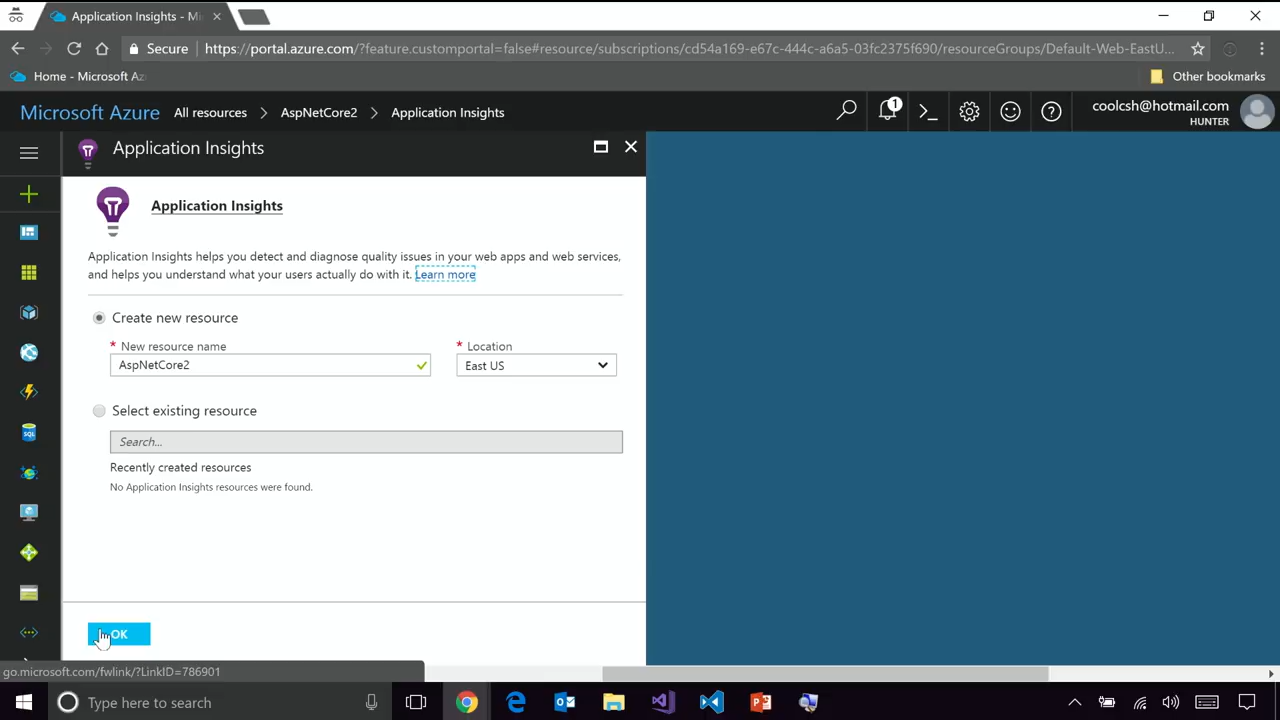 Application Insights - Mi
Secure
https://portal.azure.com/?feature.customportal=false#resource/subscriptions/cd54a169-e67c-444c-a6a5-03fc2375f690/resourceGroups/Default-Web-EastU...
Home - Microsoft Az
Other bookmarks
Microsoft Azure
All resources > AspNetCore2 > Application Insights
1
coolcsh@hotmail.com
HUNTER
Application Insights
Application Insights
Application Insights helps you detect and diagnose quality issues in your web apps and web services,
and helps you understand what your users actually do with it. Learn more
Create new resource
* New resource name
* Location
AspNetCore2
East US
Select existing resource
Search...
Recently created resources
No Application Insights resources were found.
SQL
OK
go.microsoft.com/fwlink/?LinkID=786901
Type here to search